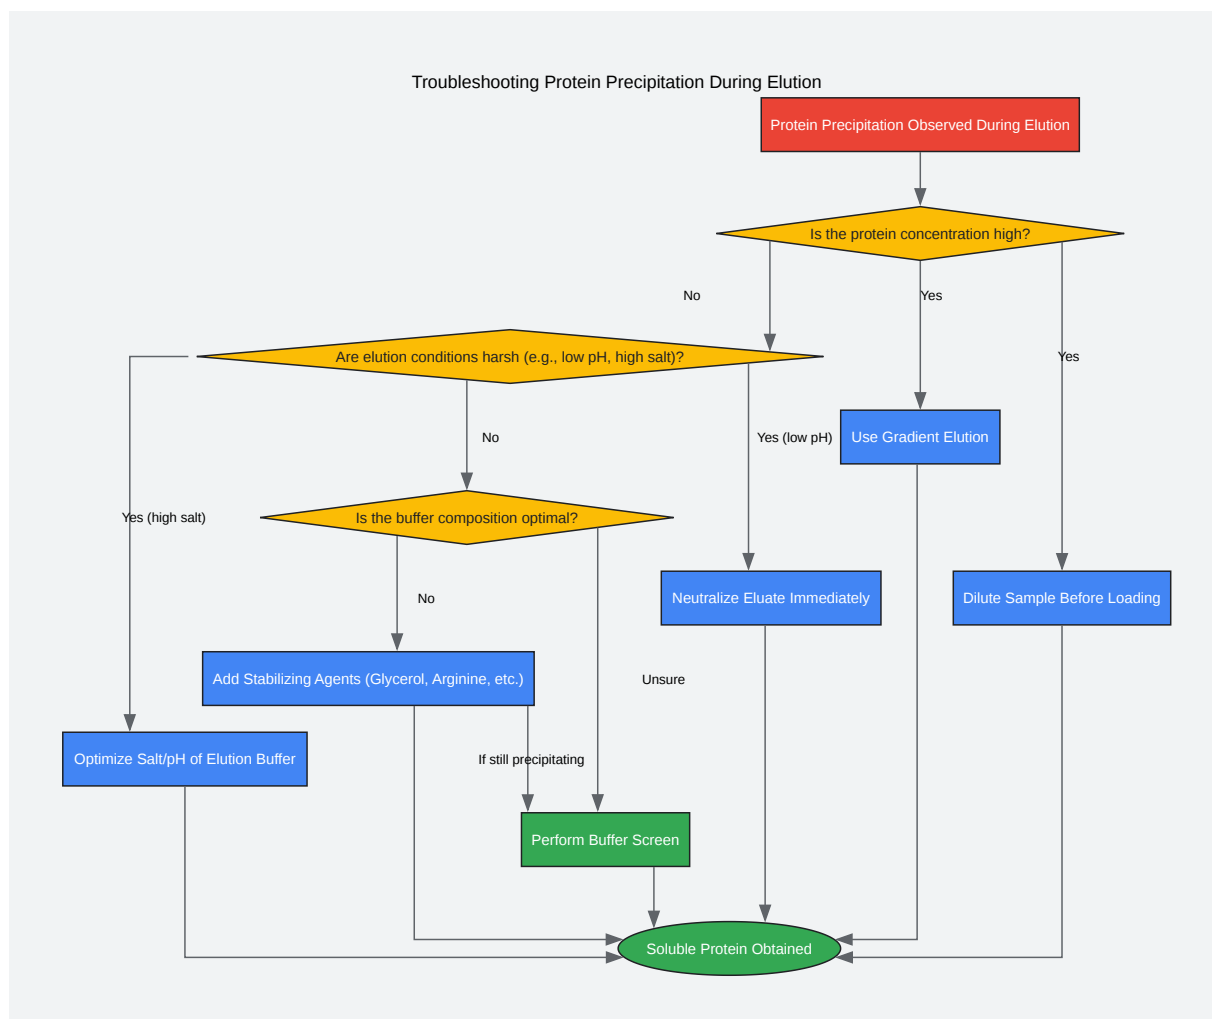 Troubleshooting Protein Precipitation During Elution
Protein Precipitation Observed During Elution
Is the protein concentration high?
No
Yes
Are elution conditions harsh (e.g., low pH, high salt)?
Yes
No
Yes (low pH)
Use Gradient Elution
Yes (high salt)
Is the buffer composition optimal?
No
Neutralize Eluate Immediately
Dilute Sample Before Loading
Add Stabilizing Agents (Glycerol, Arginine, etc.)
Unsure
Optimize Salt/pH of Elution Buffer
If still precipitating
Perform Buffer Screen
Soluble Protein Obtained